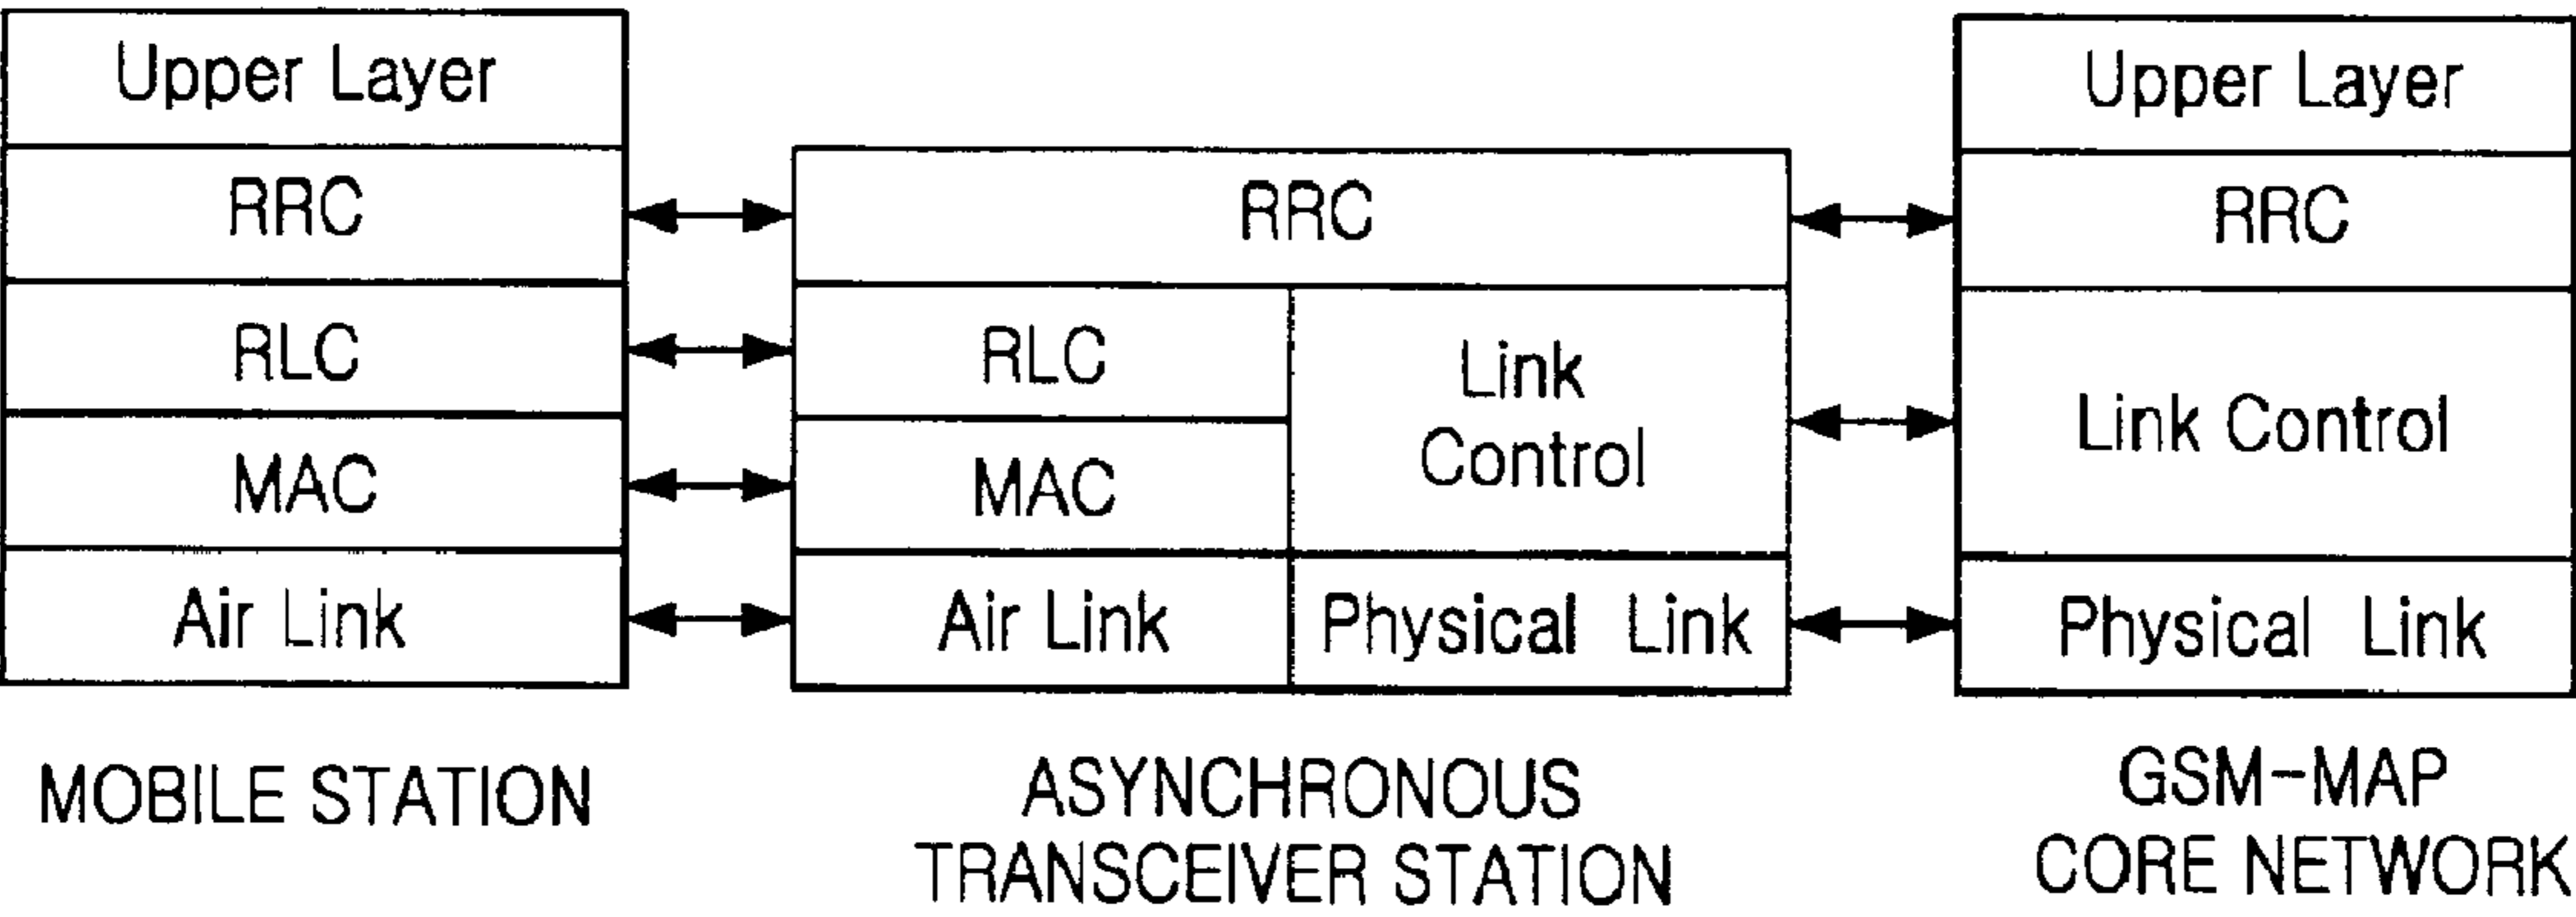 Upper Layer
RRC
RLC
MAC
Air Link
MOBILE STATION
RRC
RLC
MAC
Air Link
Link
Control
Physical Link
ASYNCHRONOUS
TRANSCEIVER STATION
Upper Layer
RRC
Link Control
Physical Link
GSM-MAP
CORE NETWORK